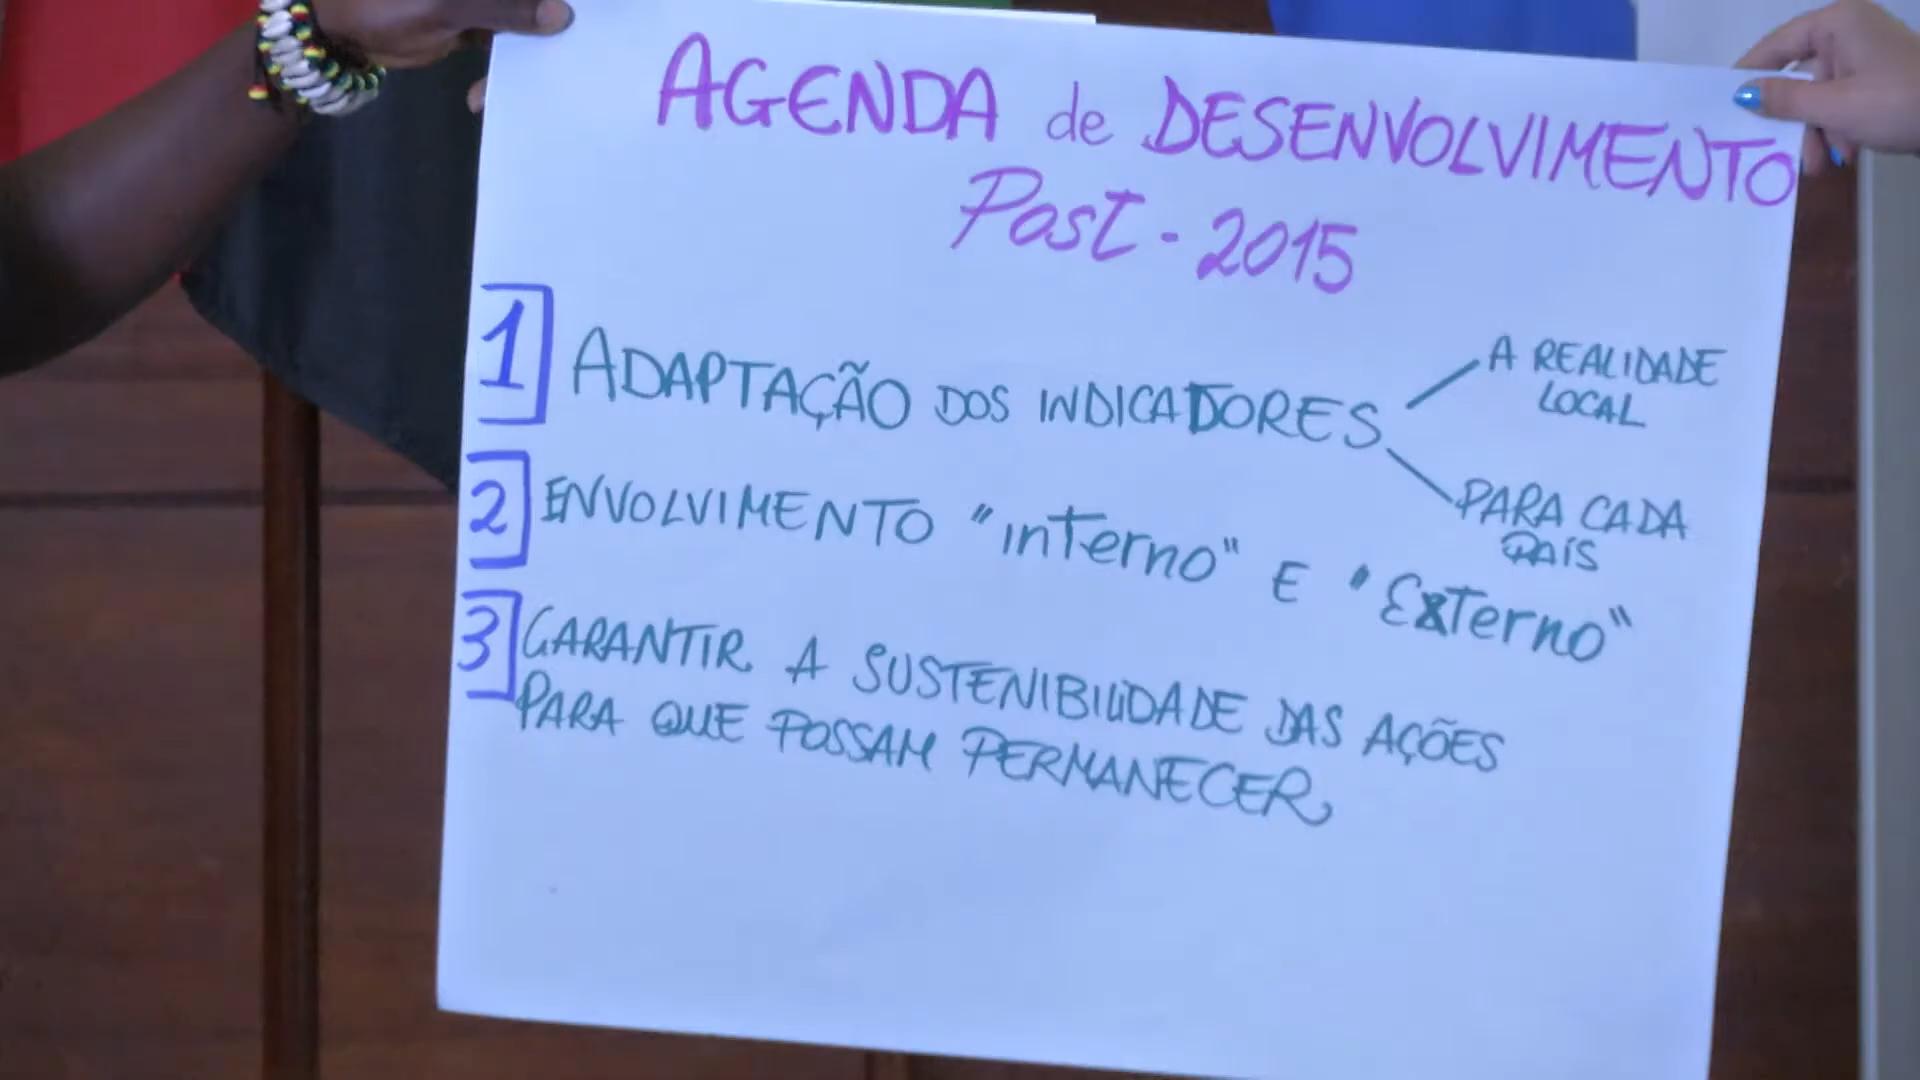 AGENDA de DESENVOLVIMENTO
Post - 2015
1 ADAPTAÇÃO DOS INDICADORES
A REALIDADE
LOCAL
PARA CADA
PAÍS
2 ENVOLVIMENTO "interno" E "Externo"
3 GARANTIR A SUSTENIBILIDADE DAS AÇÕES
PARA QUE POSSAM PERMANECER